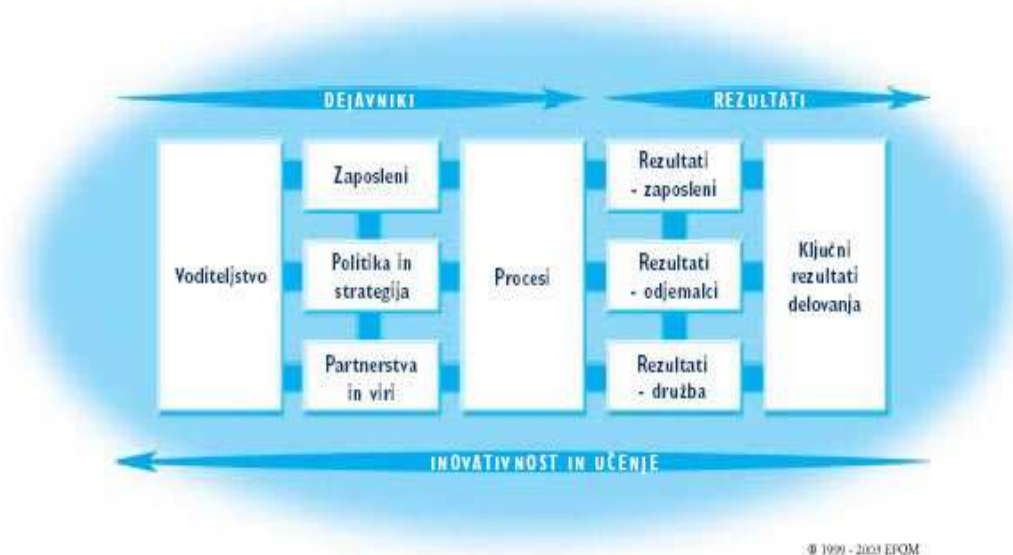 DEJAVNIKI
REZULTATI
Voditeljstvo
Zaposleni
Politika in
strategija
Partnerstva
in viri
Procesi
Rezultati
- zaposleni
Rezultati
- odjemalci
Rezultati
- družba
Ključni
rezultati
delovanja
INOVATIVNOST IN UČENJE
® 1999 - 2003 EFQM